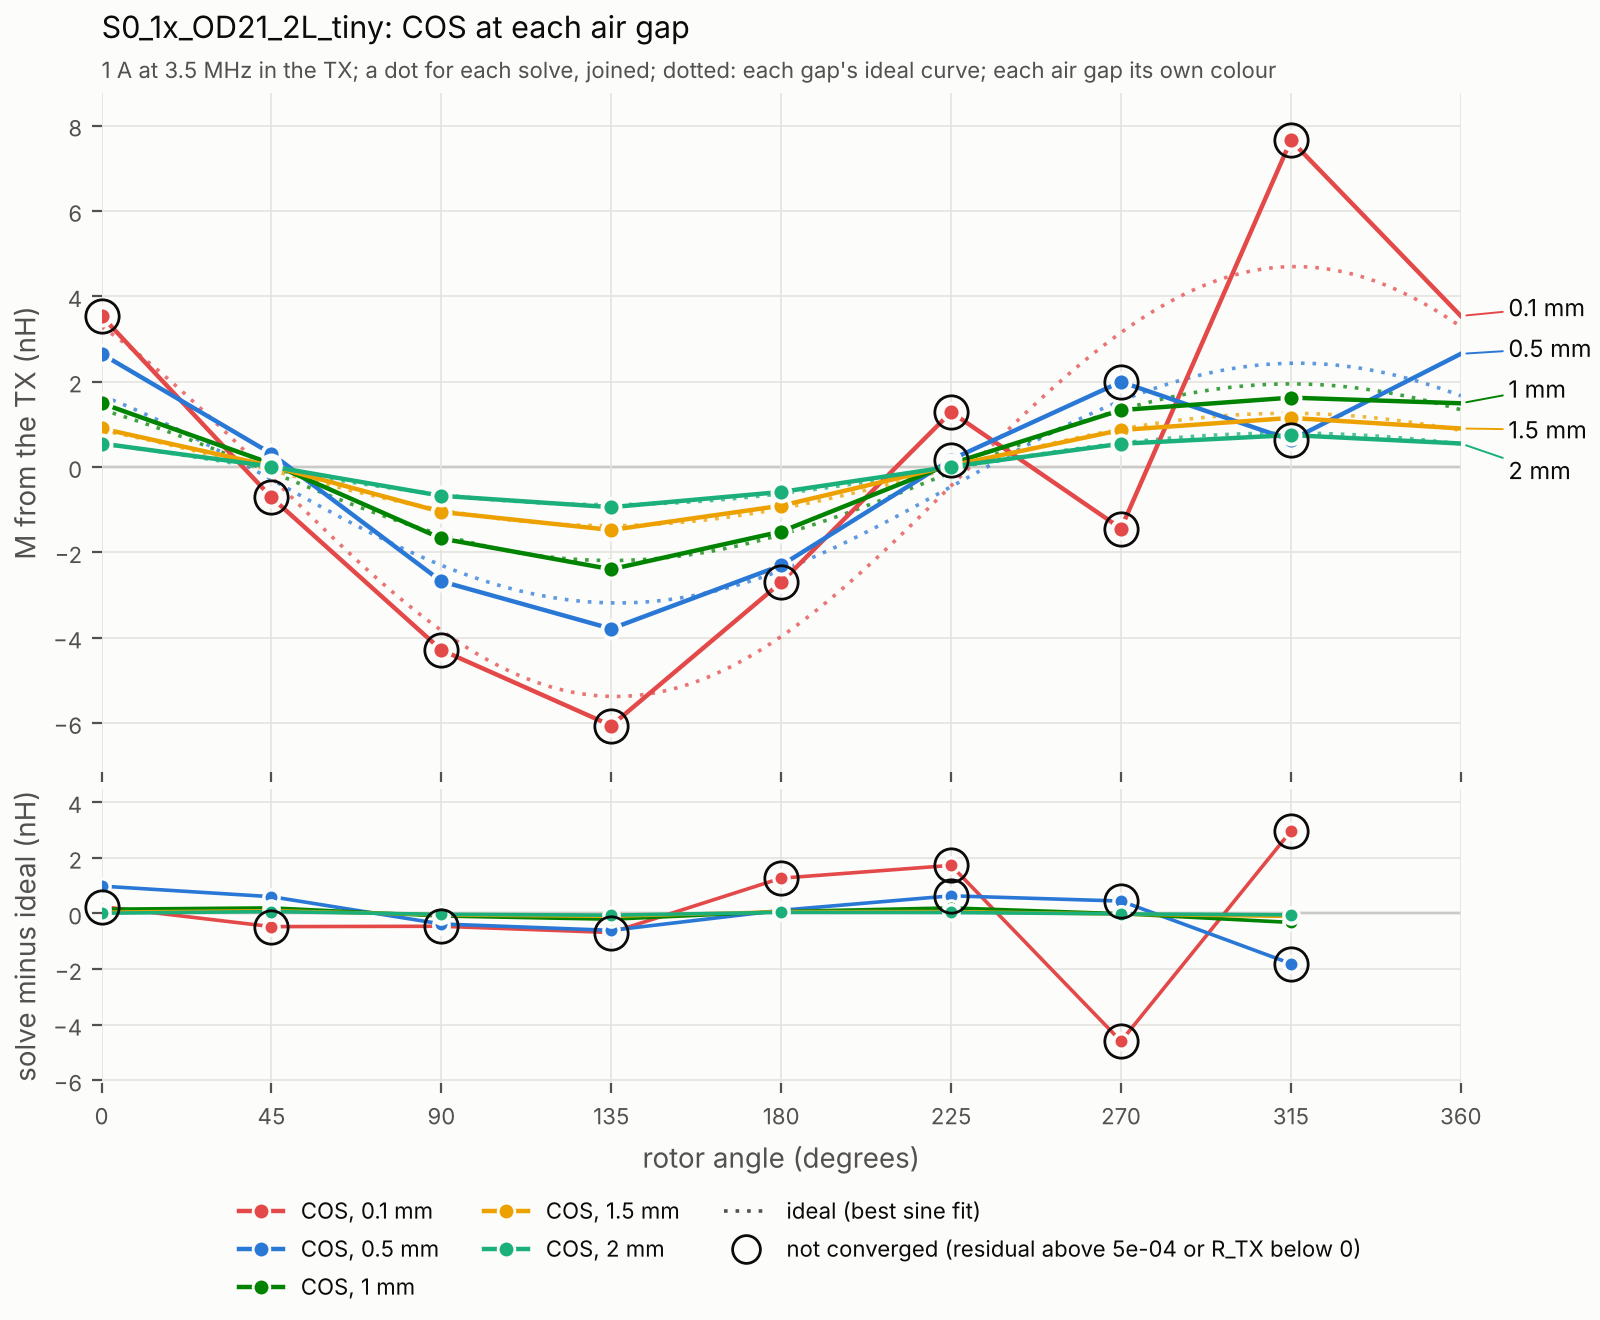 S0_1x_OD21_2L_tiny: COS at each air gap
1 A at 3.5 MHz in the TX; a dot for each solve, joined; dotted: each gap's ideal curve; each air gap its own colour
M from the TX (nH)
8
6
4
2
0
−2
−4
−6
0.1 mm
0.5 mm
1 mm
1.5 mm
2 mm
solve minus ideal (nH)
4
2
0
−2
−4
−6
0 45 90 135 180 225 270 315 360
rotor angle (degrees)
COS, 0.1 mm COS, 1.5 mm ideal (best sine fit)
COS, 0.5 mm COS, 2 mm not converged (residual above 5e-04 or R_TX below 0)
COS, 1 mm